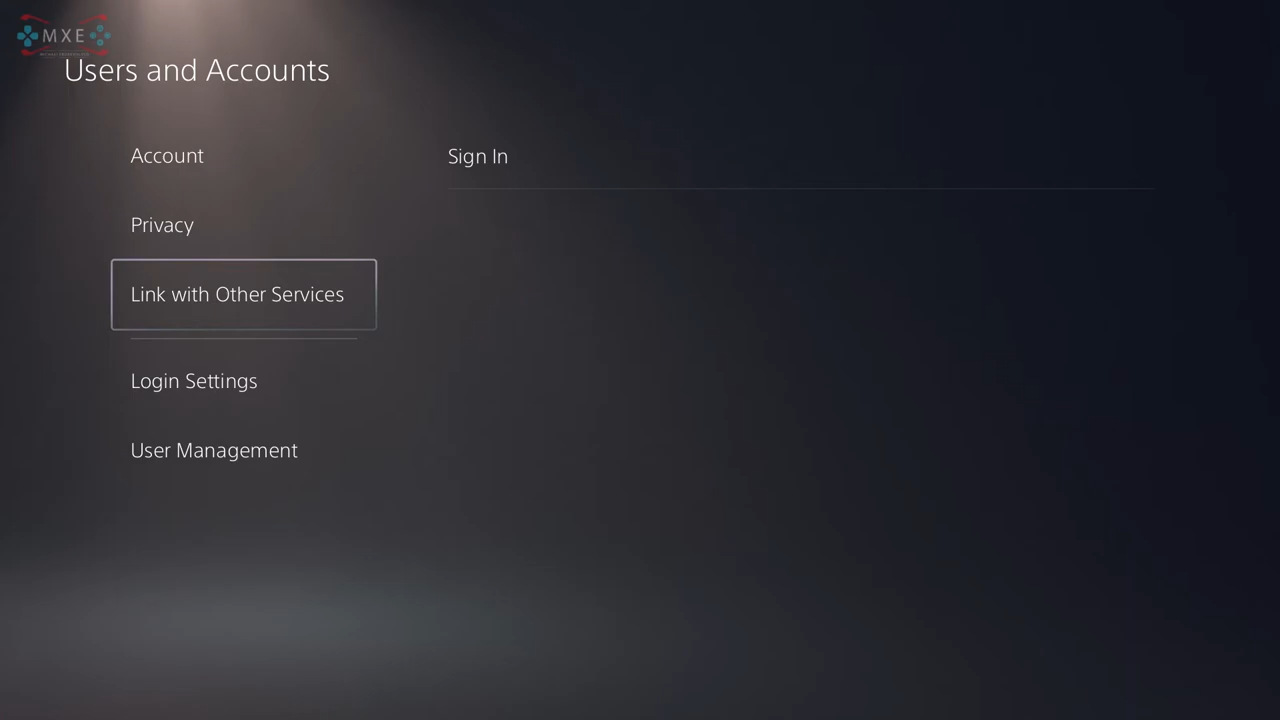 MXE
Users and Accounts
Account
Sign In
Privacy
Link with Other Services
Login Settings
User Management